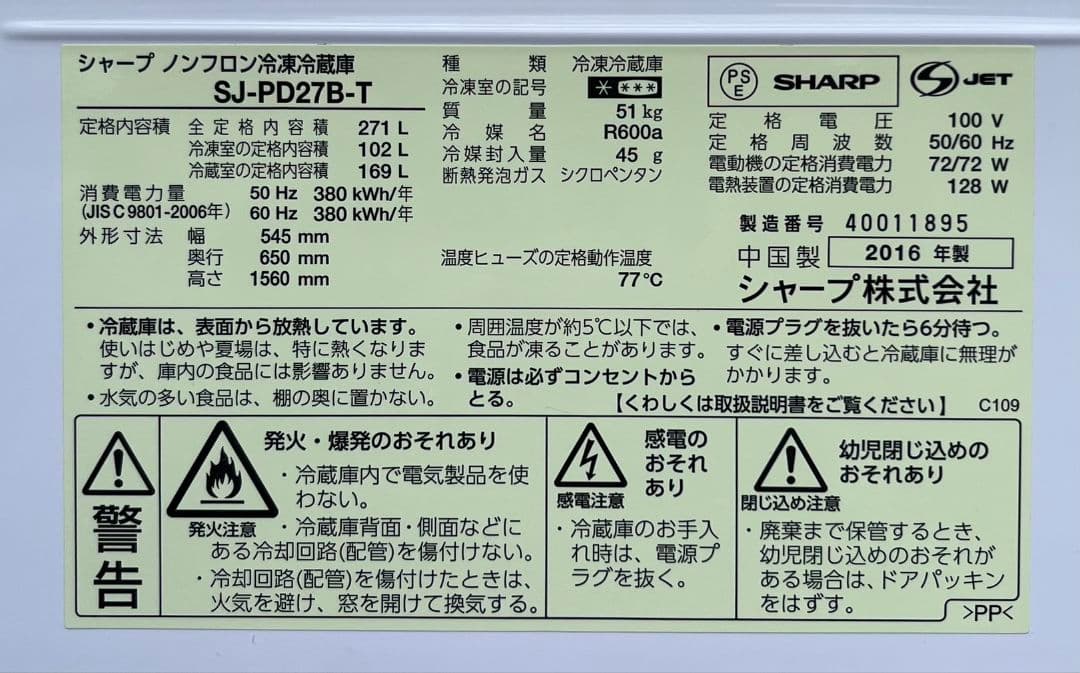 シャープ ノンフロン冷凍冷蔵庫
SJ-PD27B-T
定格内容積 全定格内容積 271 L
冷凍室の定格内容積 102 L
冷蔵室の定格内容積 169 L
消費電力量 50 Hz 380 kWh/年
(JIS C 9801-2006年) 60 Hz 380 kWh/年
外形寸法 幅 545 mm
奥行 650 mm
高さ 1560 mm
種類 冷凍冷蔵庫
冷凍室の記号 * ***
質量 51 kg
冷媒名 R600a
冷媒封入量 45 g
断熱発泡ガス シクロペンタン
温度ヒューズの定格動作温度
77℃
PS
E
SHARP
JET
定格電圧 100 V
定格周波数 50/60 Hz
電動機の定格消費電力 72/72 W
電熱装置の定格消費電力 128 W
製造番号 40011895
中国製 2016 年製
シャープ株式会社
・冷蔵庫は、表面から放熱しています。
使いはじめや夏場は、特に熱くなりま
すが、庫内の食品には影響ありません。
・水気の多い食品は、棚の奥に置かない。
・周囲温度が約5℃以下では、
食品が凍ることがあります。
・電源は必ずコンセントから
とる。
・電源プラグを抜いたら6分待つ。
すぐに差し込むと冷蔵庫に無理が
かかります。
【くわしくは取扱説明書をご覧ください】 C109
警告
発火注意
発火・爆発のおそれあり
・冷蔵庫内で電気製品を使
わない。
・冷蔵庫背面・側面などに
ある冷却回路(配管)を傷付けない。
・冷却回路(配管)を傷付けたときは、
火気を避け、窓を開けて換気する。
感電注意
感電の
おそれ
あり
・冷蔵庫のお手入
れ時は、電源プ
ラグを抜く。
閉じ込め注意
幼児閉じ込めの
おそれあり
・廃棄まで保管するとき、
幼児閉じ込めのおそれが
ある場合は、ドアパッキン
をはずす。
>PP<